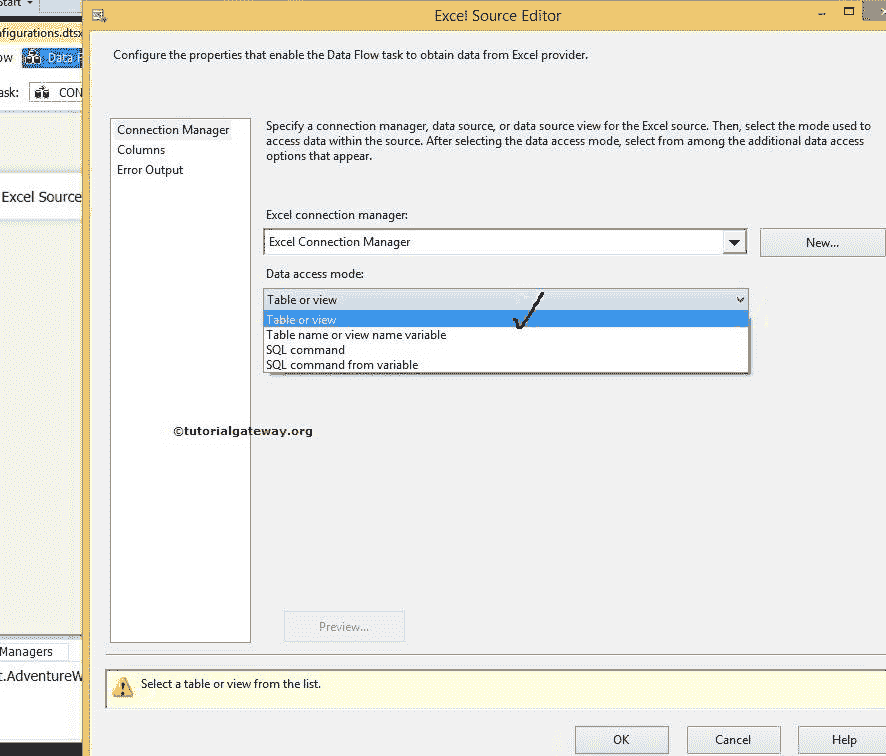 Start
Excel Source Editor
nfigurations.dtsx
Configure the properties that enable the Data Flow task to obtain data from Excel provider.
ow
Data F
ask:
CON
Connection Manager
Columns
Error Output
Specify a connection manager, data source, or data source view for the Excel source. Then, select the mode used to
access data within the source. After selecting the data access mode, select from among the additional data access
options that appear.
Excel Source
Excel connection manager:
Excel Connection Manager
New...
Data access mode:
Table or view
Table or view
Table name or view name variable
SQL command
SQL command from variable
©tutorialgateway.org
Preview...
Managers
t.AdventureW
Select a table or view from the list.
OK
Cancel
Help